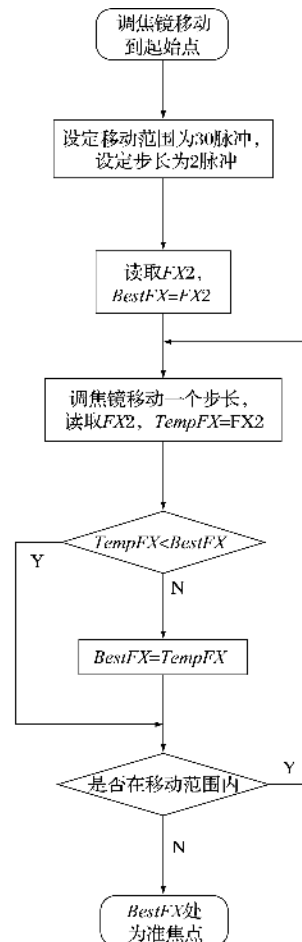 调焦镜移动
到起始点
设定移动范围为30脉冲,
设定步长为2脉冲
读取FX2,
BestFX=FX2
调焦镜移动一个步长,
读取FX2, TempFX=FX2
TempFX<BestFX
Y
N
BestFX=TempFX
是否在移动范围内
Y
N
BestFX处
为准焦点